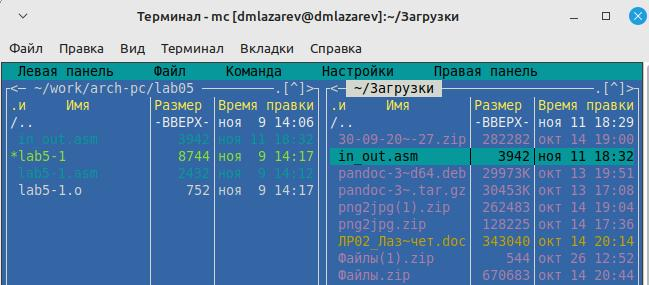 Терминал - mc [dmlazarev@dmlazarev]:~/Загрузки
Файл Правка Вид Терминал Вкладки Справка
Левая панель Файл Команда Настройки Правая панель
<— ~/work/arch-pc/lab05 .[^]>
.и Имя Размер Время правки
/.. -ВВЕРХ- ноя 9 14:06
in_out.asm 3942 ноя 11 18:32
*lab5-1 8744 ноя 9 14:17
lab5-1.asm 2432 ноя 9 14:12
lab5-1.o 752 ноя 9 14:17
<— ~/Загрузки .[^]>
.и Имя Размер Время правки
/.. -ВВЕРХ- ноя 11 18:29
30-09-20~-27.zip 282282 окт 14 19:00
in_out.asm 3942 ноя 11 18:32
pandoc-3~d64.deb 29973K окт 13 19:51
pandoc-3~.tar.gz 30453K окт 13 17:08
png2jpg(1).zip 262483 окт 14 19:04
png2jpg.zip 128225 окт 14 17:36
ЛР02_Лаз~чет.doc 343040 окт 14 20:14
Файлы(1).zip 544 окт 26 12:52
Файлы.zip 670683 окт 14 20:44